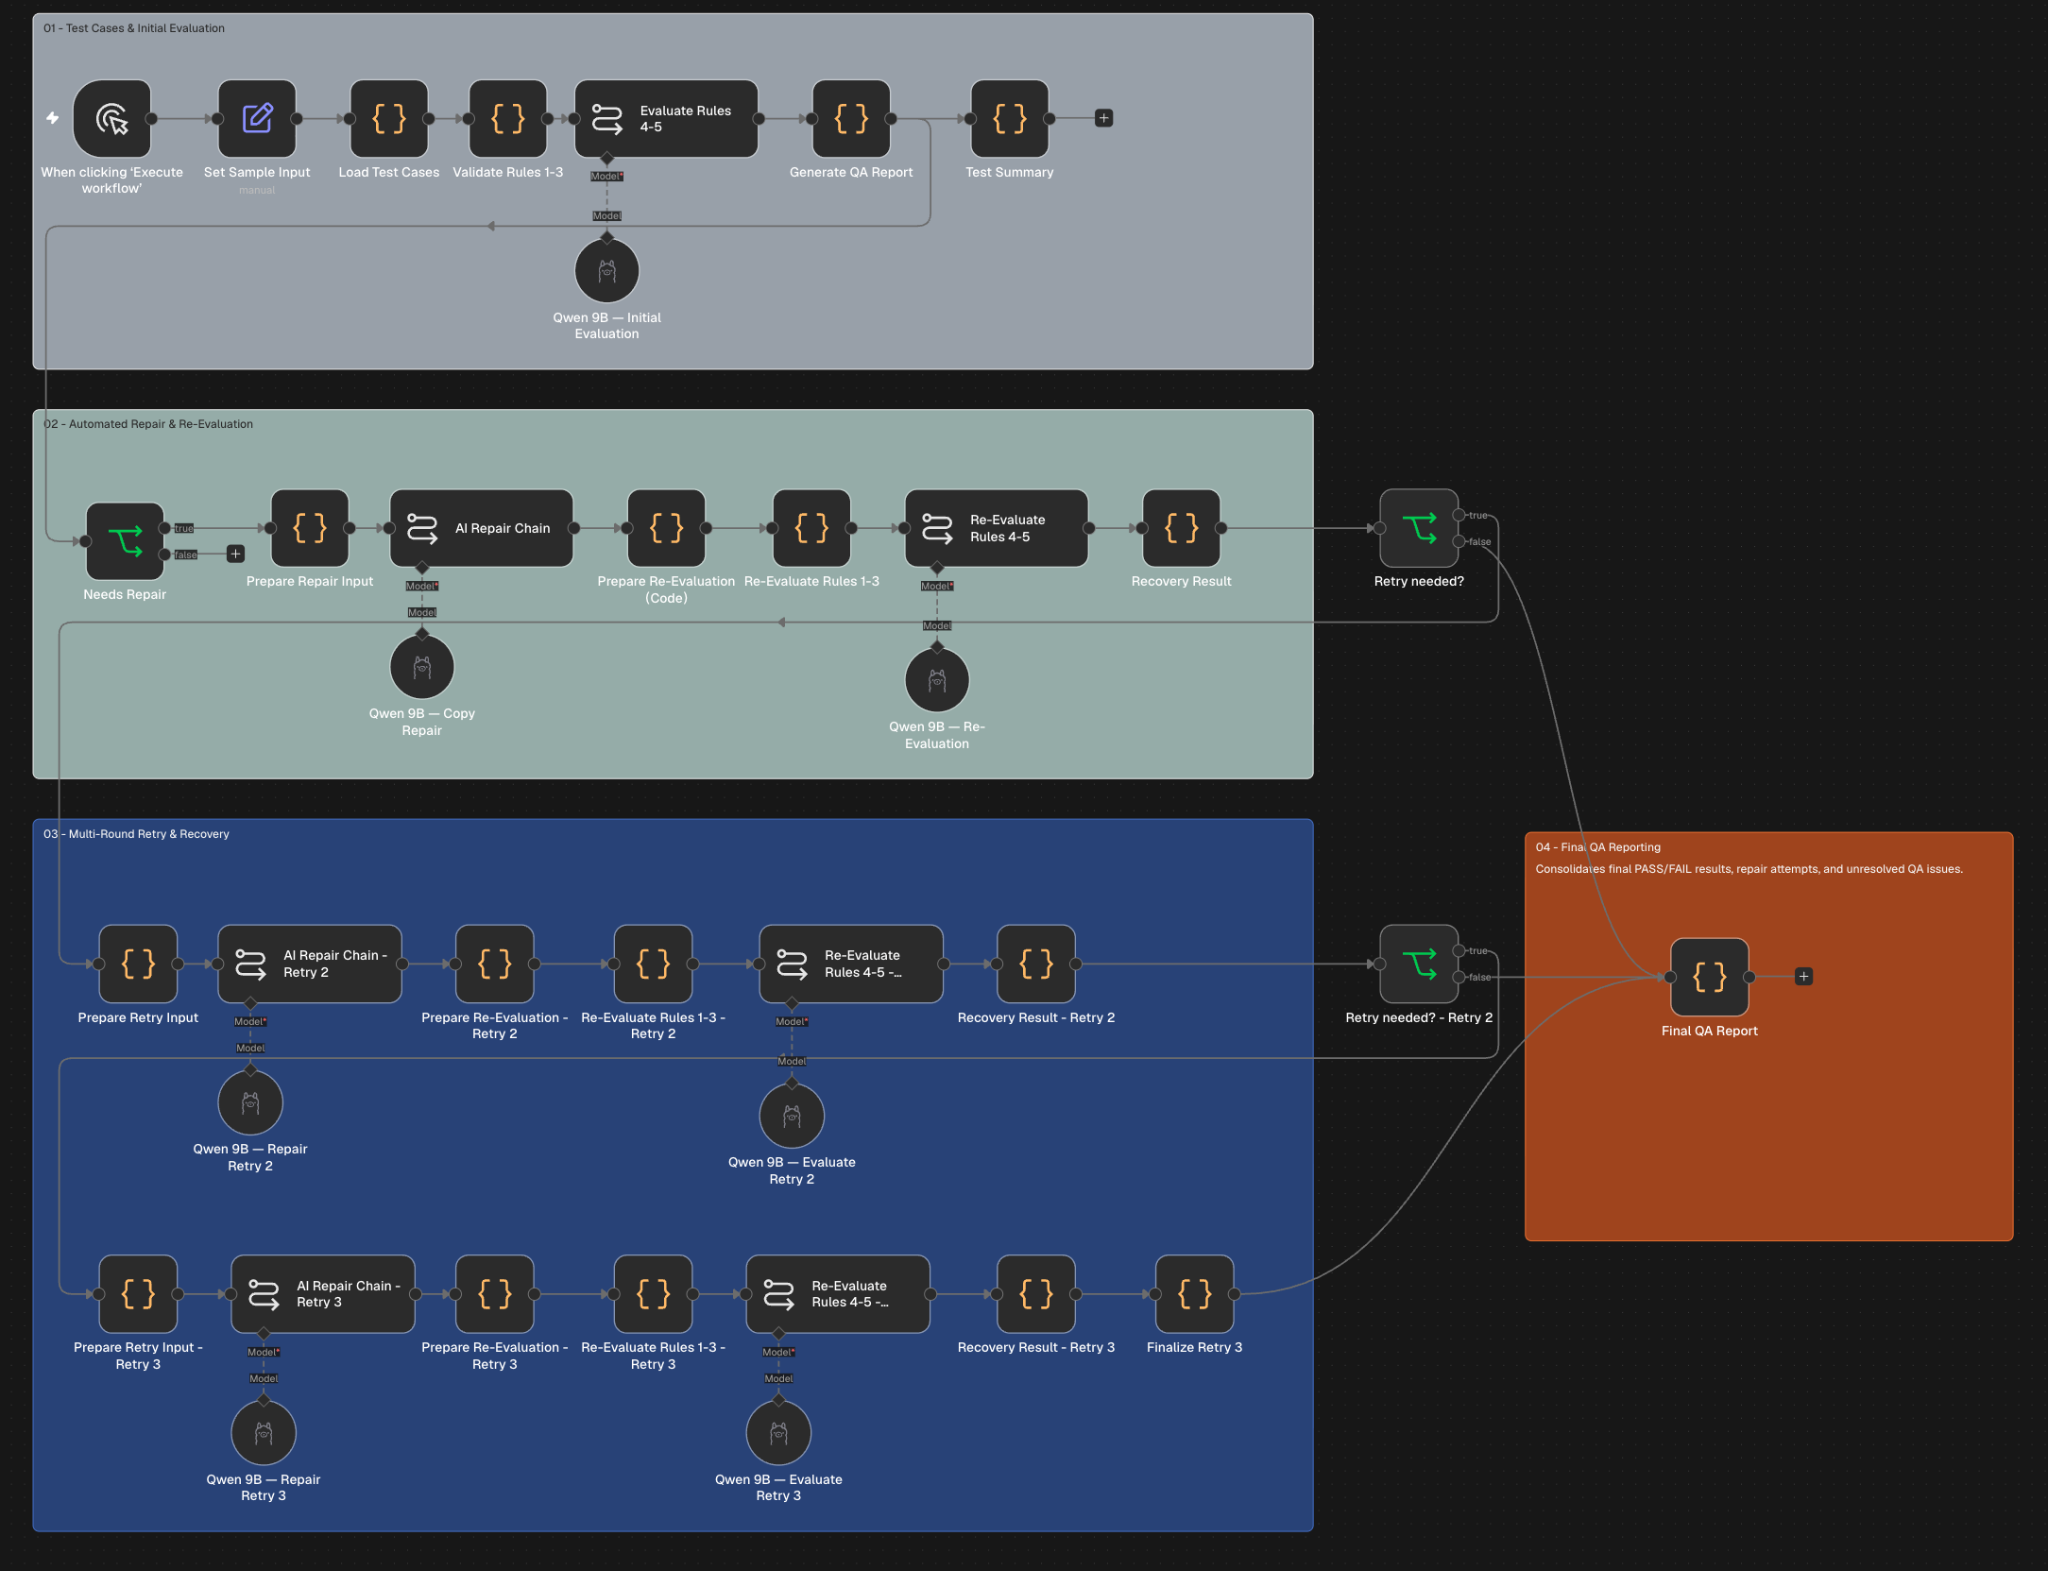 01 - Test Cases & Initial Evaluation
When clicking ‘Execute
workflow’
Set Sample Input
manual
Load Test Cases
Validate Rules 1-3
Evaluate Rules
4-5
Model*
Model
Qwen 9B — Initial
Evaluation
Generate QA Report
Test Summary
02 - Automated Repair & Re-Evaluation
Needs Repair
true
false
Prepare Repair Input
AI Repair Chain
Model*
Model
Qwen 9B — Copy
Repair
Prepare Re-Evaluation
(Code)
Re-Evaluate Rules 1-3
Re-Evaluate
Rules 4-5
Model*
Model
Qwen 9B — Re-
Evaluation
Recovery Result
Retry needed?
true
false
03 - Multi-Round Retry & Recovery
Prepare Retry Input
AI Repair Chain -
Retry 2
Model*
Model
Qwen 9B — Repair
Retry 2
Prepare Re-Evaluation -
Retry 2
Re-Evaluate Rules 1-3 -
Retry 2
Re-Evaluate
Rules 4-5 -...
Model*
Model
Qwen 9B — Evaluate
Retry 2
Recovery Result - Retry 2
Retry needed? - Retry 2
true
false
Prepare Retry Input -
Retry 3
AI Repair Chain -
Retry 3
Model*
Model
Qwen 9B — Repair
Retry 3
Prepare Re-Evaluation -
Retry 3
Re-Evaluate Rules 1-3 -
Retry 3
Re-Evaluate
Rules 4-5 -...
Model*
Model
Qwen 9B — Evaluate
Retry 3
Recovery Result - Retry 3
Finalize Retry 3
04 - Final QA Reporting
Consolidates final PASS/FAIL results, repair attempts, and unresolved QA issues.
Final QA Report